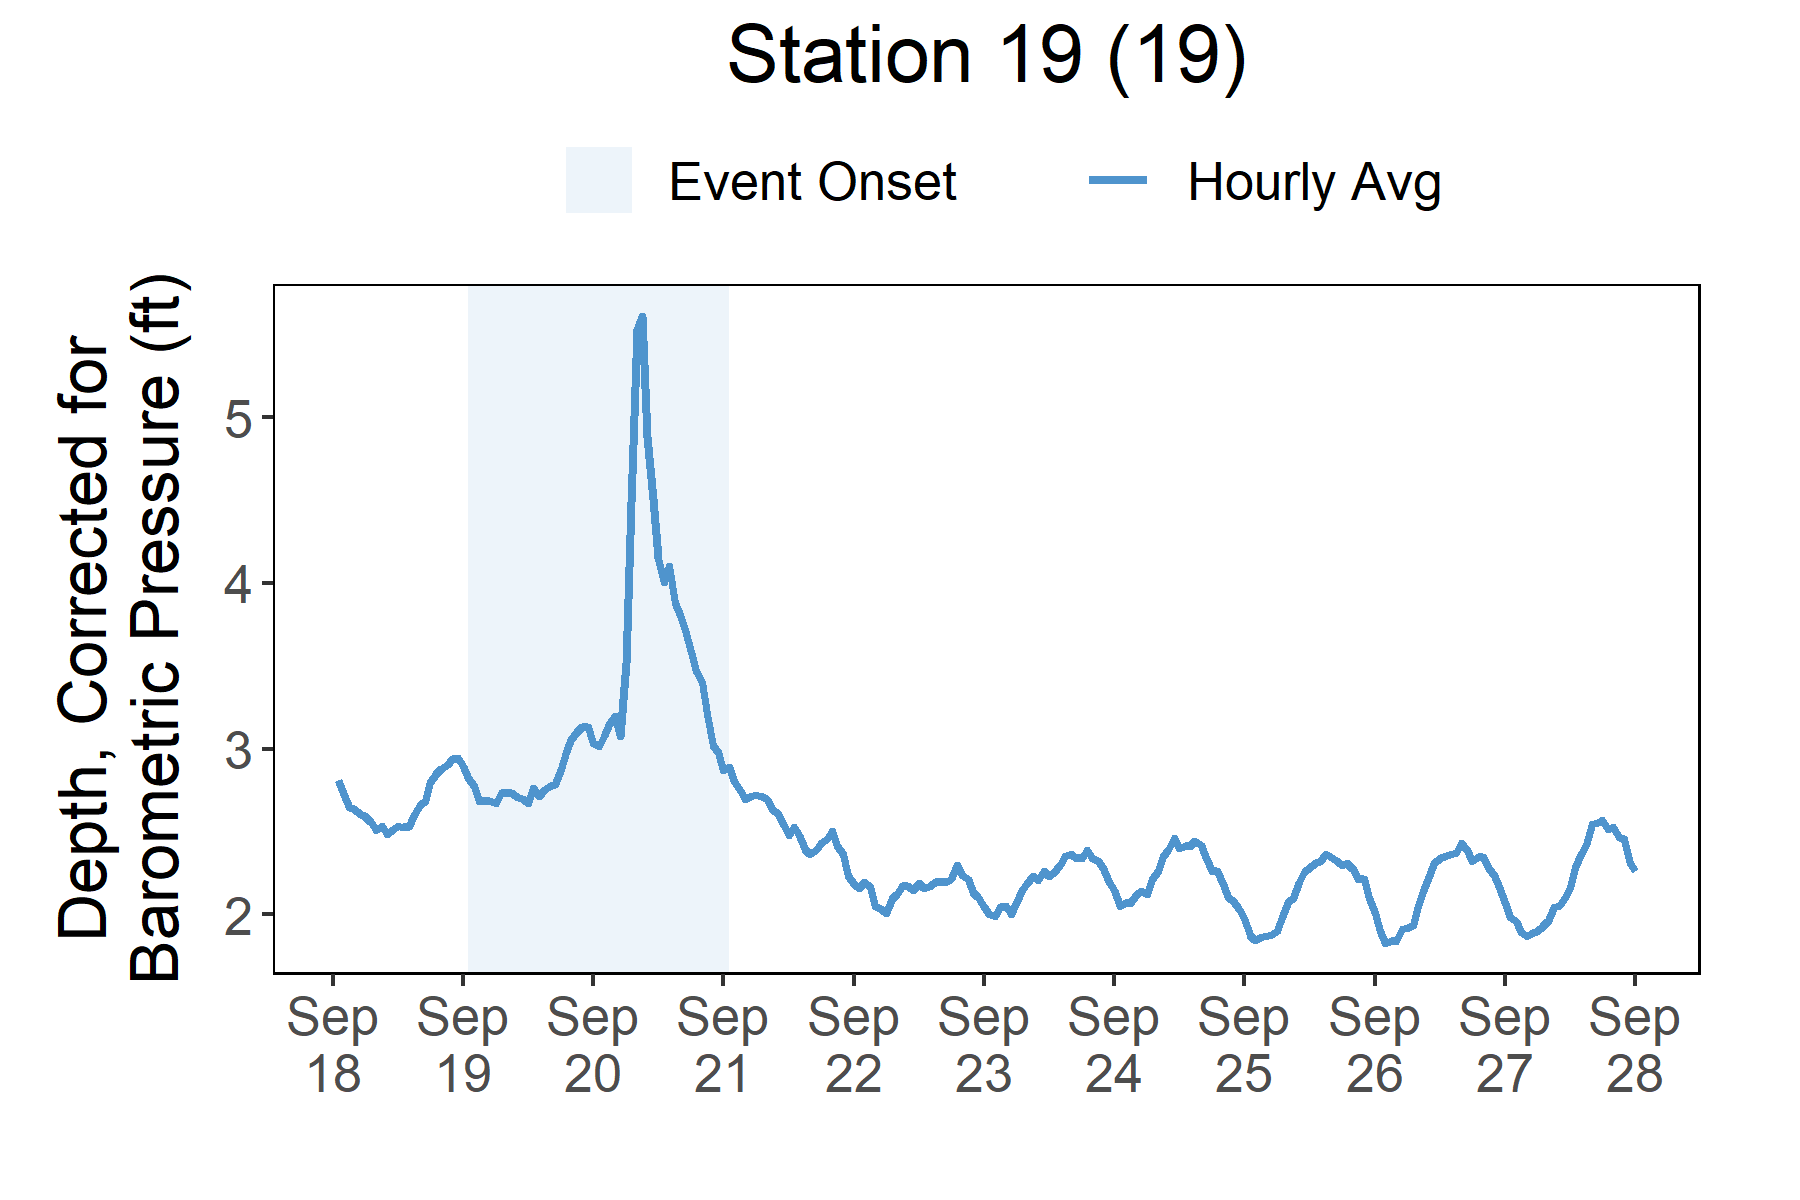 Station 19 (19)
Event Onset
Hourly Avg
Depth, Corrected for
Barometric Pressure (ft)
5
4
3
2
Sep Sep Sep Sep Sep Sep Sep Sep Sep Sep Sep
18 19 20 21 22 23 24 25 26 27 28